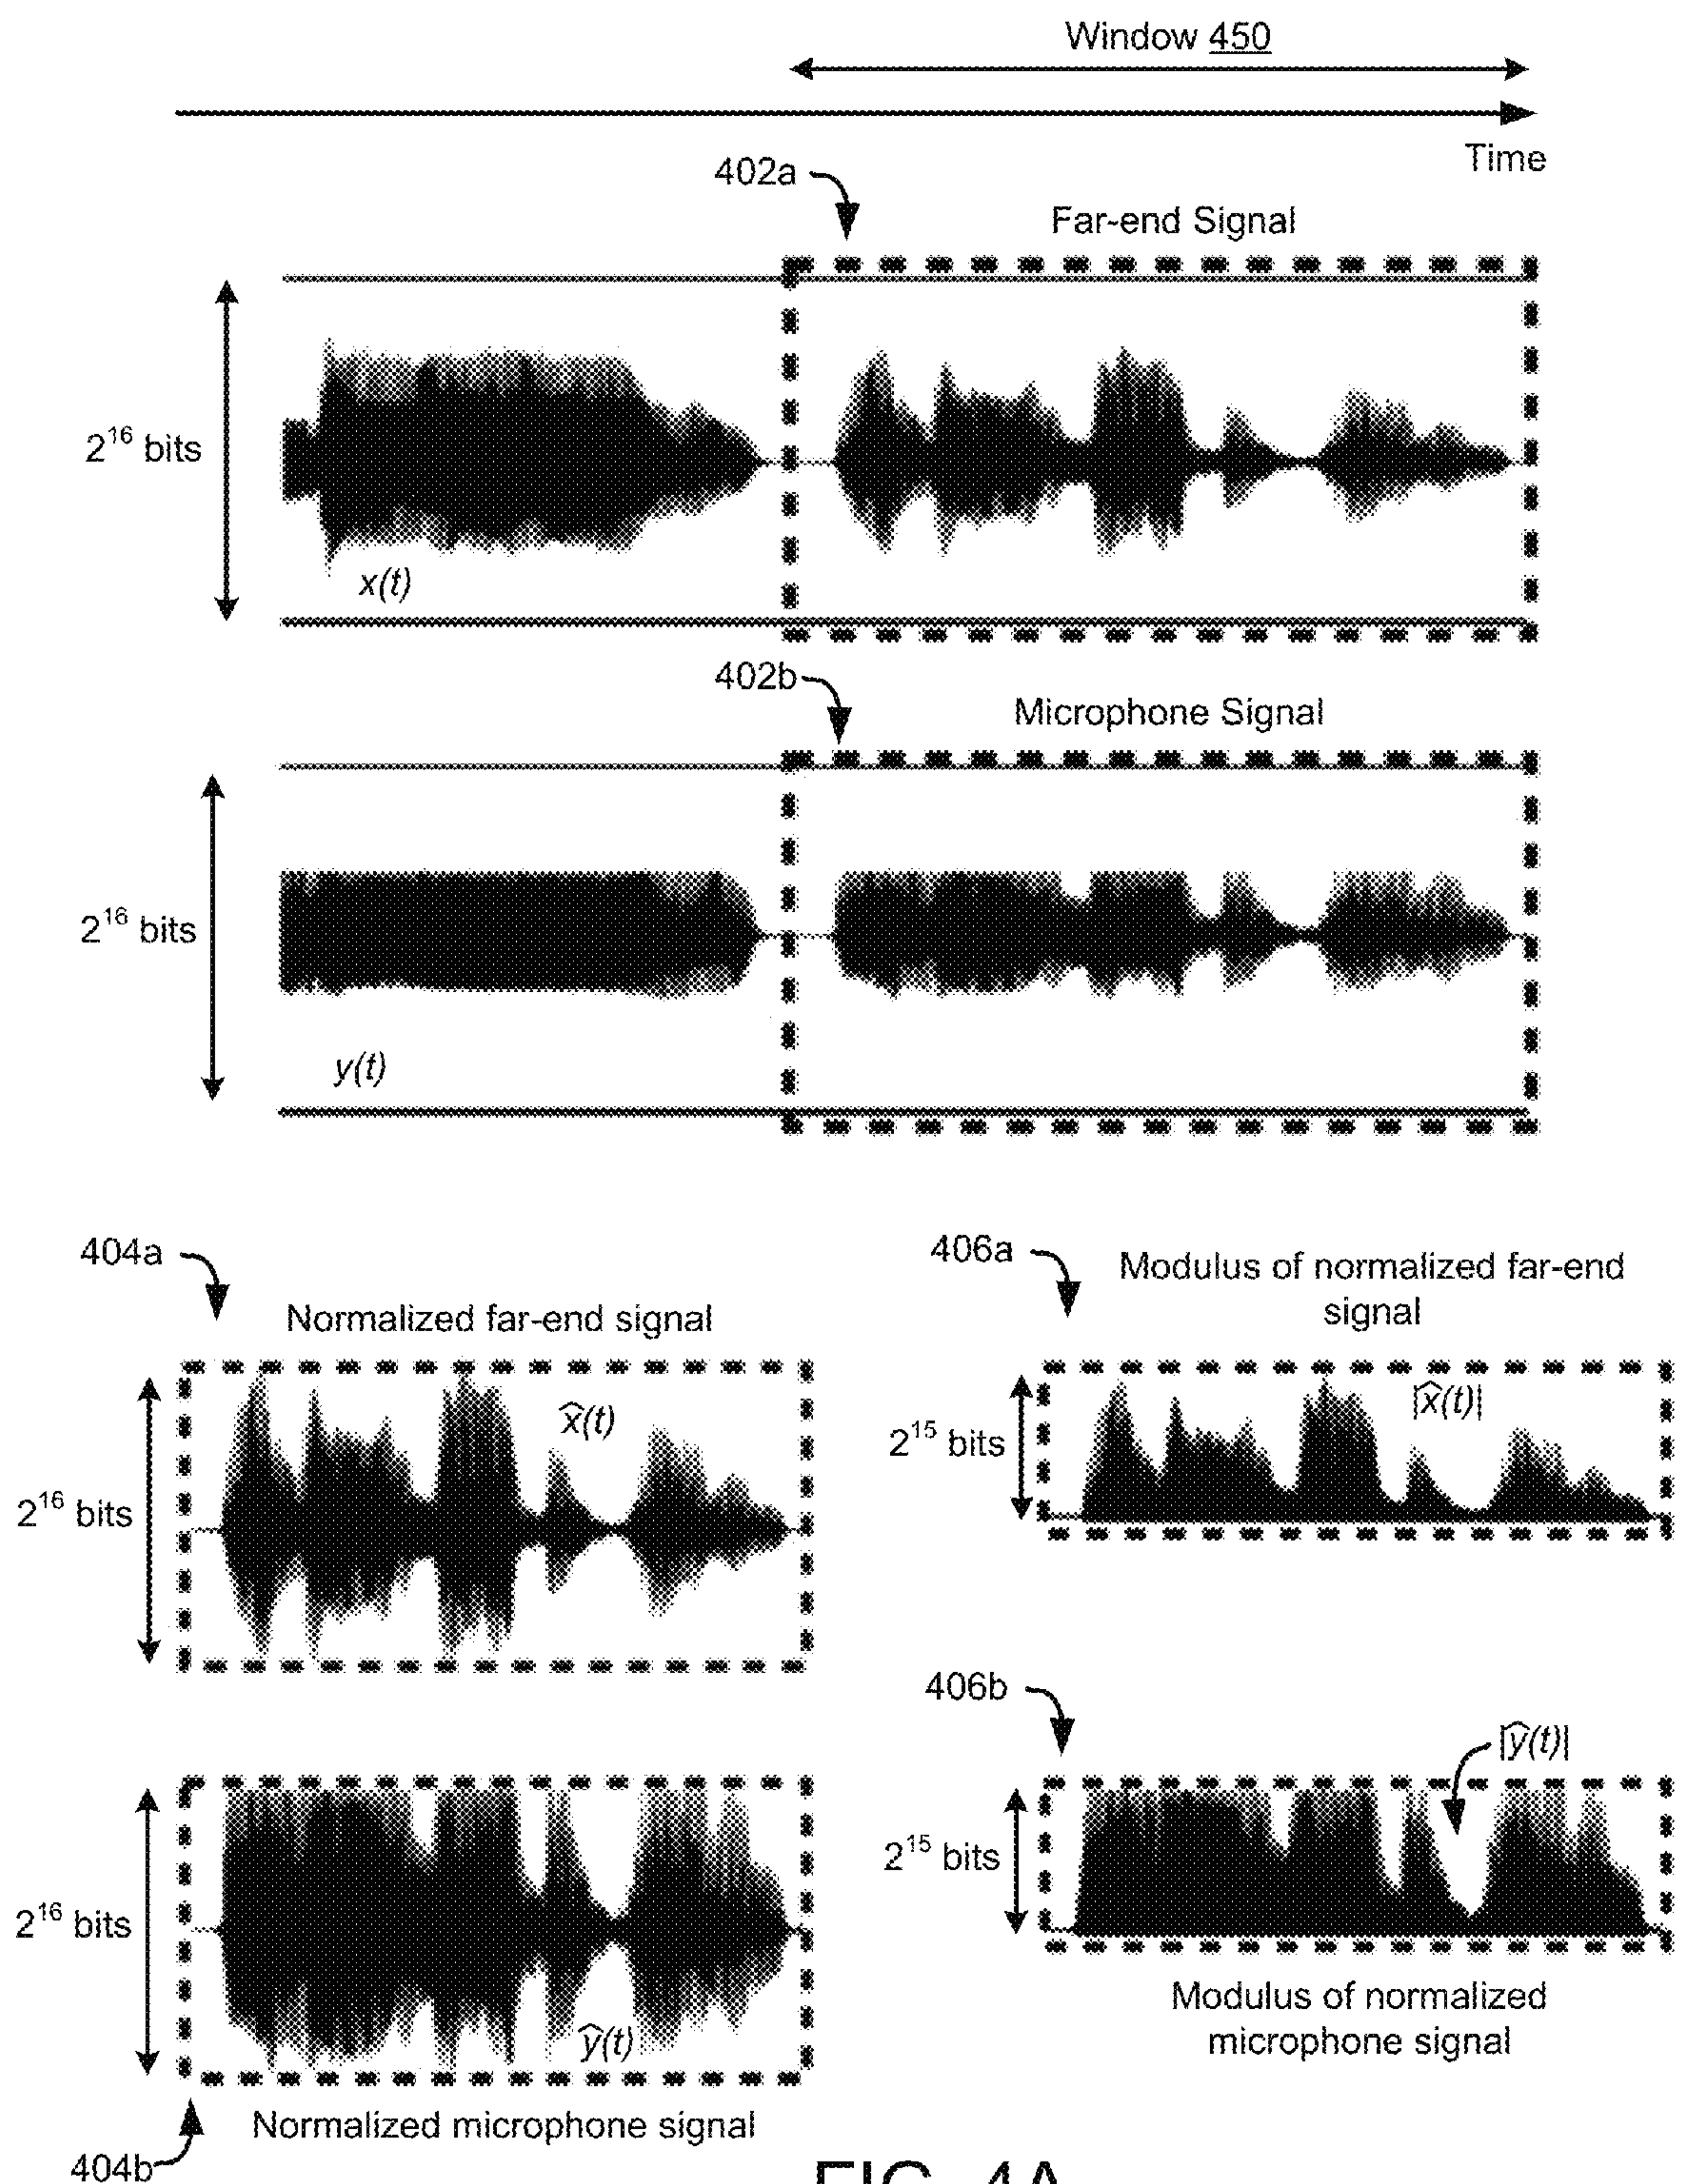 Window 450
Time
402a
Far-end Signal
2^16 bits
x(t)
402b
Microphone Signal
2^16 bits
y(t)
404a
Normalized far-end signal
406a
Modulus of normalized far-end
signal
2^16 bits
x̂(t)
2^15 bits
|x̂(t)|
406b
|ŷ(t)|
2^16 bits
ŷ(t)
2^15 bits
Modulus of normalized
microphone signal
Normalized microphone signal
404b
FIG. 4A